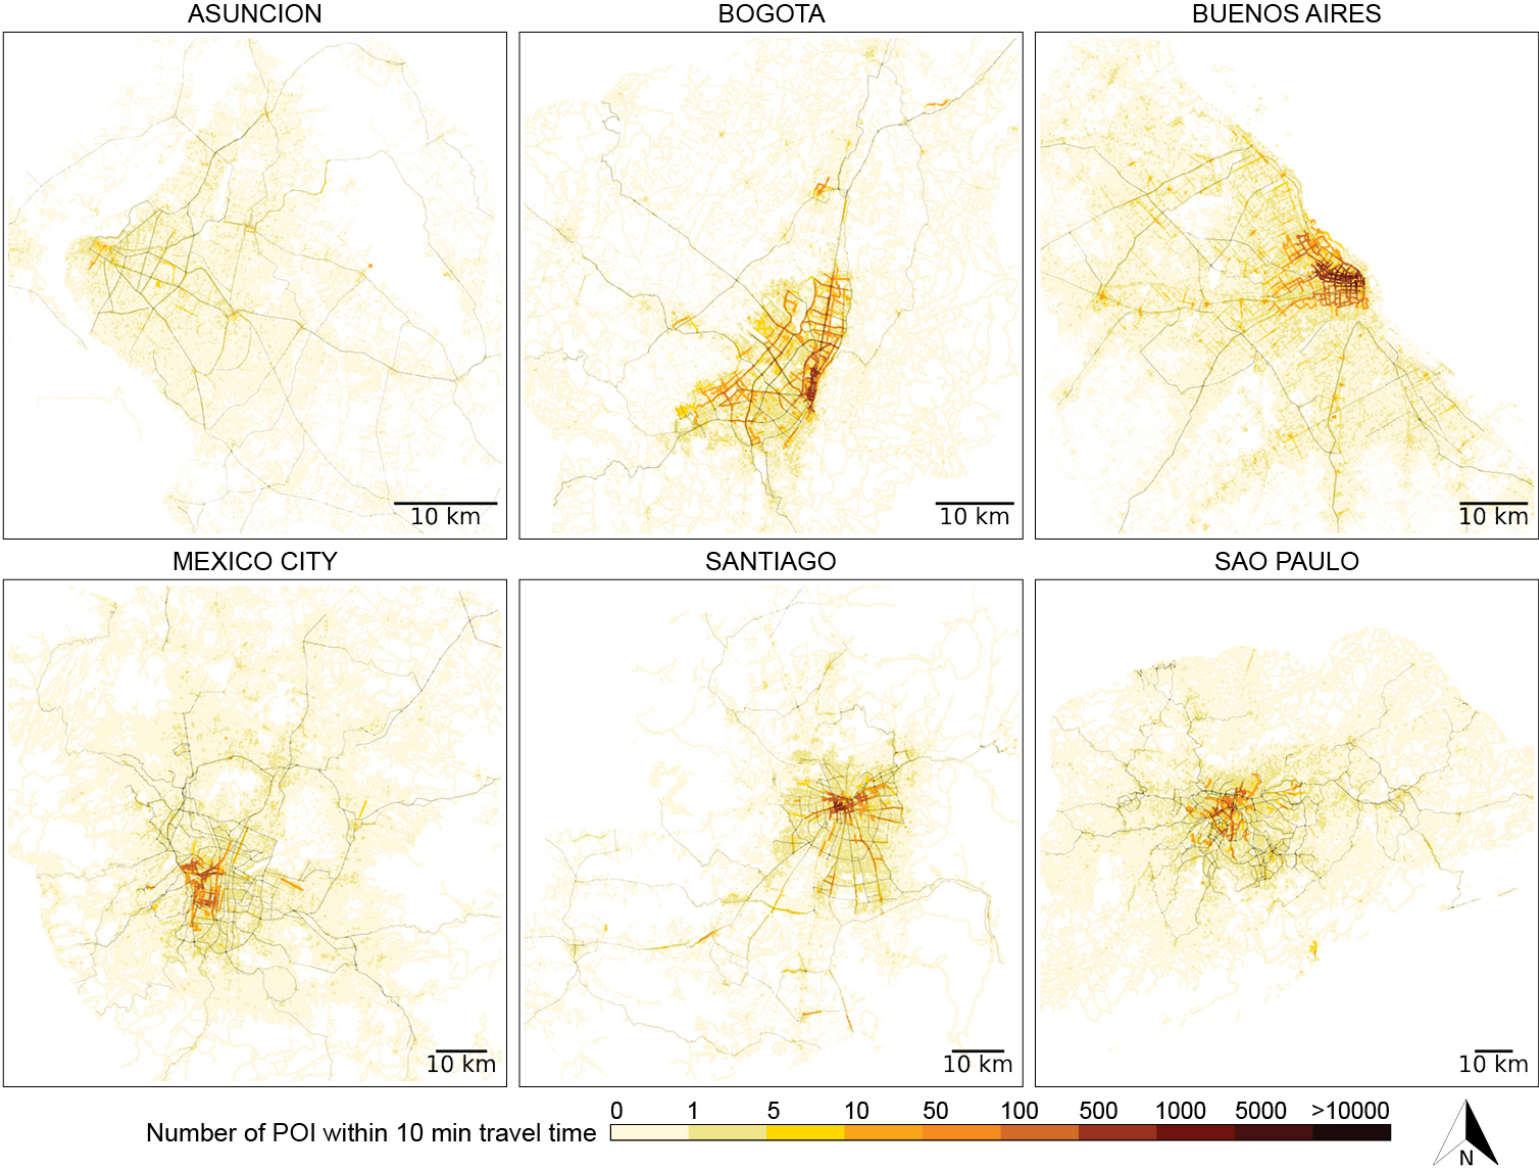 ASUNCION
BOGOTA
BUENOS AIRES
10 km
10 km
10 km
MEXICO CITY
SANTIAGO
SAO PAULO
10 km
10 km
10 km
0 1 5 10 50 100 500 1000 5000 >10000
Number of POI within 10 min travel time
N